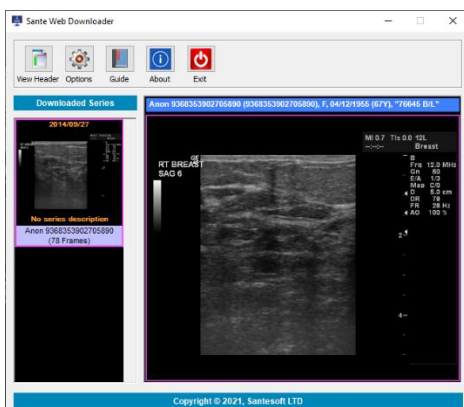 Sante Web Downloader
View Header
Options
Guide
About
Exit
Downloaded Series
Anon 9368353902705890 (9368353902705890), F, 04/12/1955 (67Y), "76645 B/L"
2014/09/27
No series description
Anon 9368353902705890
(78 Frames)
RT BREAST
SAG 6
MI 0.7 TIs 0.0 12L
Breast
B
Frq 12.0 MHz
Gn 50
E/A 1/3
Map C/0
D 5.0 cm
DR 78
FR 28 Hz
AO 100 %
2
4
Copyright © 2021, Santesoft LTD